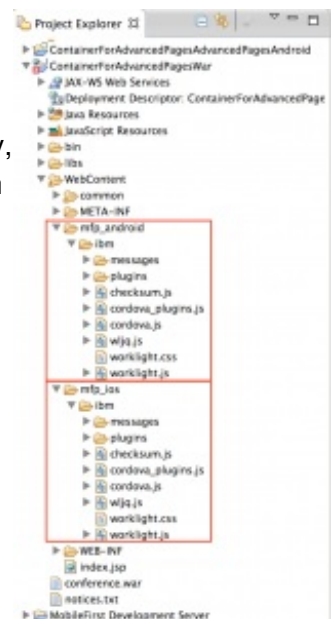 Project Explorer
ContainerForAdvancedPagesAdvancedPagesAndroid
ContainerForAdvancedPagesWar
JAX-WS Web Services
Deployment Descriptor: ContainerForAdvancedPage
Java Resources
JavaScript Resources
bin
libs
WebContent
common
META-INF
mfp_android
ibm
messages
plugins
checksum.js
cordova_plugins.js
cordova.js
wljq.js
worklight.css
worklight.js
mfp_ios
ibm
messages
plugins
checksum.js
cordova_plugins.js
cordova.js
wljq.js
worklight.css
worklight.js
WEB-INF
index.jsp
conference.war
notices.txt
MobileFirst Development Server